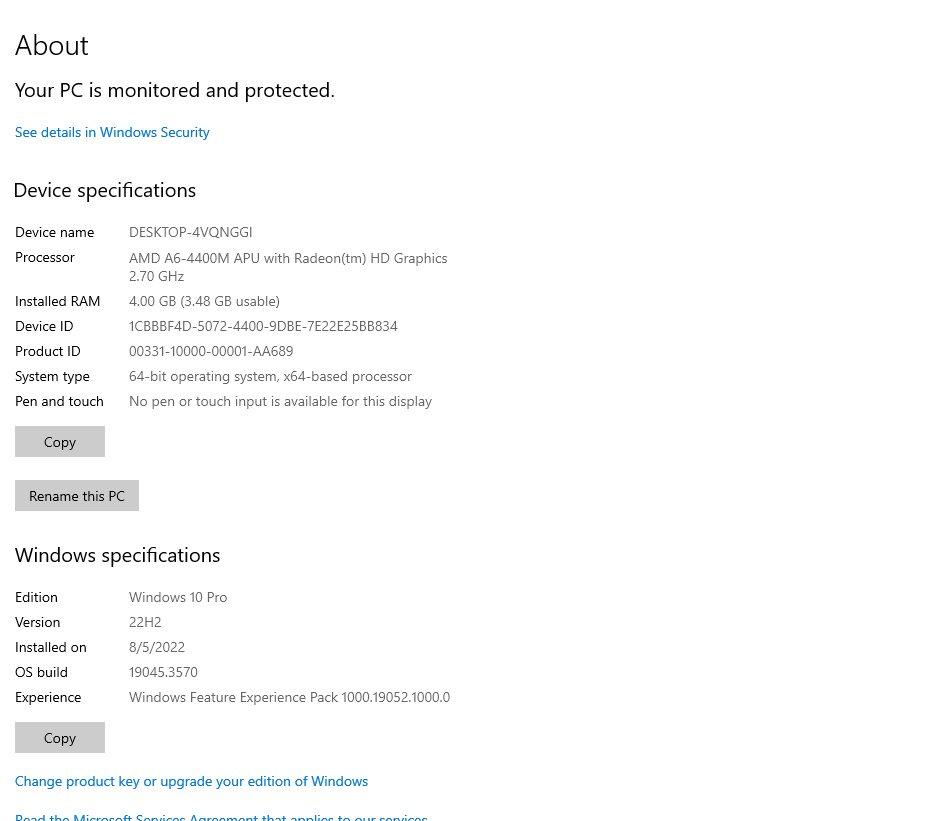 About
Your PC is monitored and protected.
See details in Windows Security
Device specifications
Device name DESKTOP-4VQNGGI
Processor AMD A6-4400M APU with Radeon(tm) HD Graphics
2.70 GHz
Installed RAM 4.00 GB (3.48 GB usable)
Device ID 1CBBBF4D-5072-4400-9DBE-7E22E25BB834
Product ID 00331-10000-00001-AA689
System type 64-bit operating system, x64-based processor
Pen and touch No pen or touch input is available for this display
Copy
Rename this PC
Windows specifications
Edition Windows 10 Pro
Version 22H2
Installed on 8/5/2022
OS build 19045.3570
Experience Windows Feature Experience Pack 1000.19052.1000.0
Copy
Change product key or upgrade your edition of Windows
Read the Microsoft Services Agreement that applies to our services